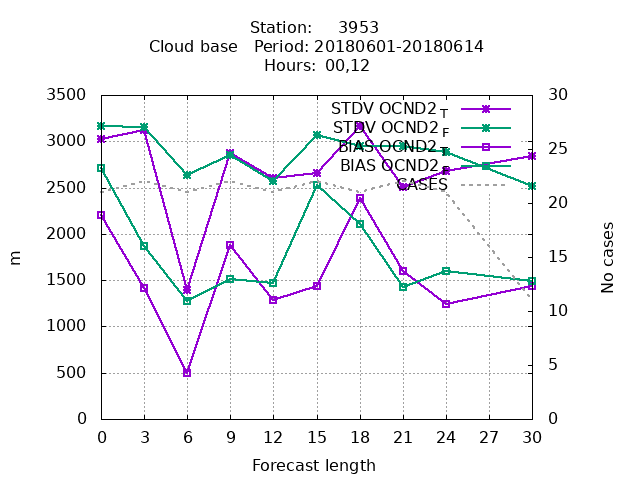 Station: 3953
Cloud base Period: 20180601-20180614
Hours: 00,12
3500
3000
2500
2000
1500
1000
500
0
m
30
25
20
15
10
5
0
No cases
STDV OCND2 T
STDV OCND2 F
BIAS OCND2 T
BIAS OCND2
CASES
0 3 6 9 12 15 18 21 24 27 30
Forecast length